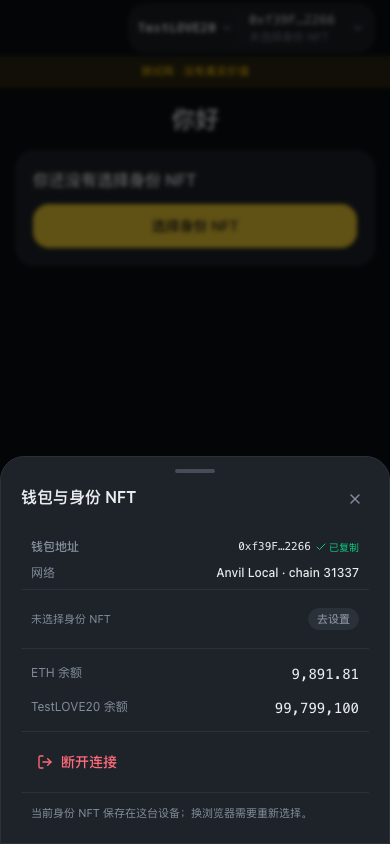 TestLOVE20
0xf39F…2266
未选择身份 NFT
你好
你还没有选择身份 NFT
选择身份 NFT
钱包与身份 NFT
钱包地址 0xf39F…2266 已复制
网络 Anvil Local · chain 31337
未选择身份 NFT 去设置
ETH 余额 9,891.81
TestLOVE20 余额 99,799,100
断开连接
当前身份 NFT 保存在这台设备；换浏览器需要重新选择。